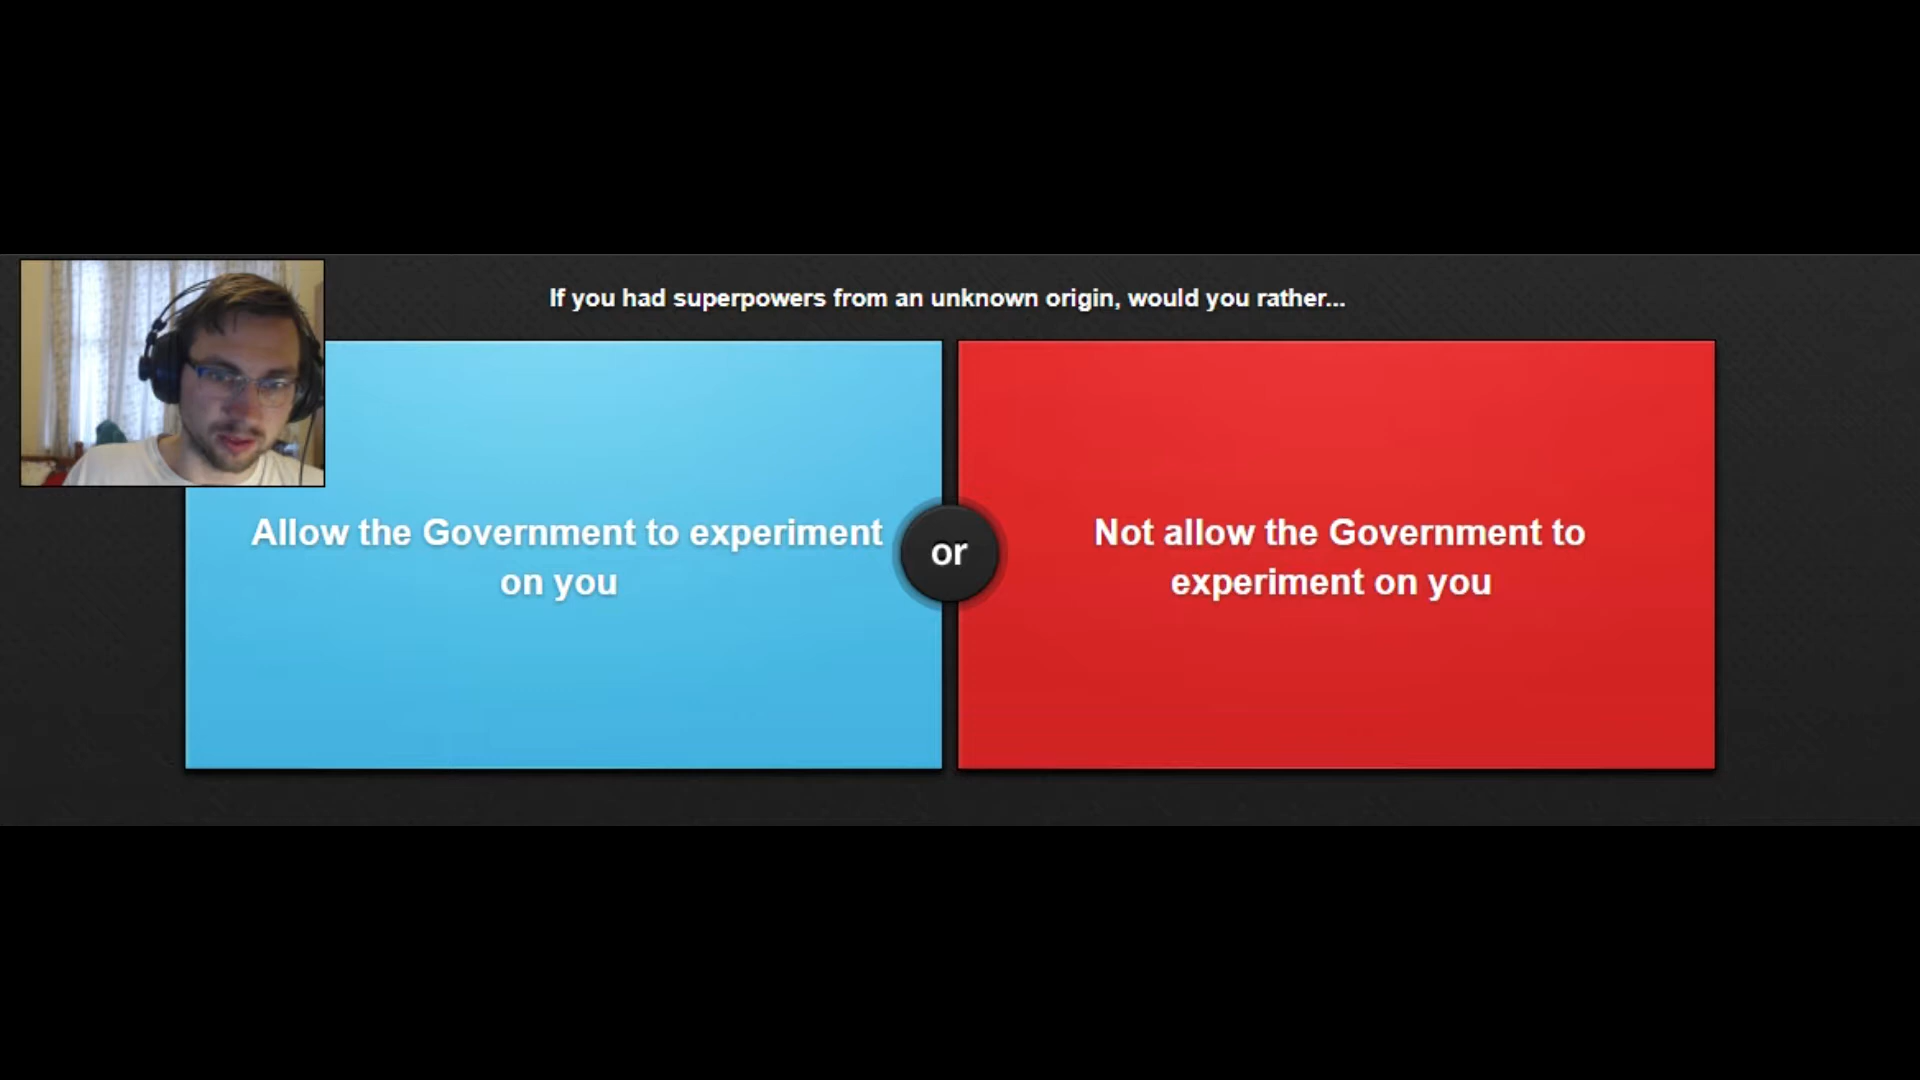 If you had superpowers from an unknown origin, would you rather...
Allow the Government to experiment
on you
or
Not allow the Government to
experiment on you